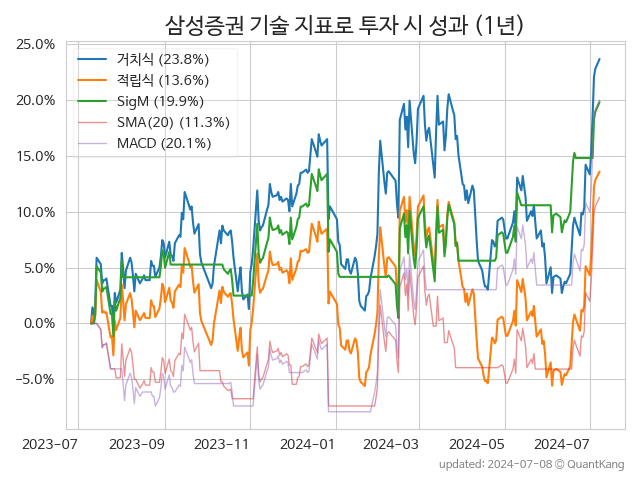 삼성증권 기술 지표로 투자 시 성과 (1년)
거치식 (23.8%)
적립식 (13.6%)
SigM (19.9%)
SMA(20) (11.3%)
MACD (20.1%)
25.0%
20.0%
15.0%
10.0%
5.0%
0.0%
−5.0%
2023-07 2023-09 2023-11 2024-01 2024-03 2024-05 2024-07
updated: 2024-07-08 ⓒ QuantKang